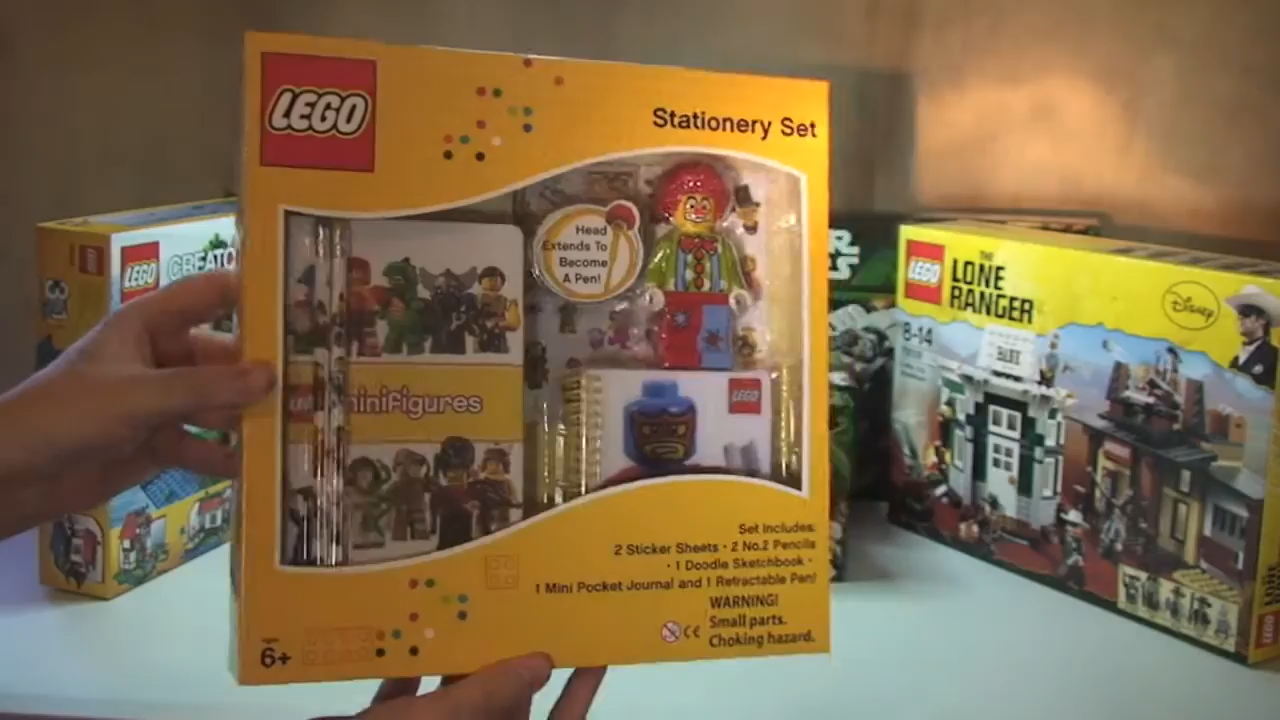 LEGO
Stationery Set
Head
Extends To
Become
A Pen!
minifigures
LEGO
Set Includes:
2 Sticker Sheets · 2 No.2 Pencils
· 1 Doodle Sketchbook ·
1 Mini Pocket Journal and 1 Retractable Pen!
WARNING!
Small parts.
Choking hazard.
CE
6+
LEGO
CREATO
LEGO
THE
LONE
RANGER
Disney
8-14
LEGO